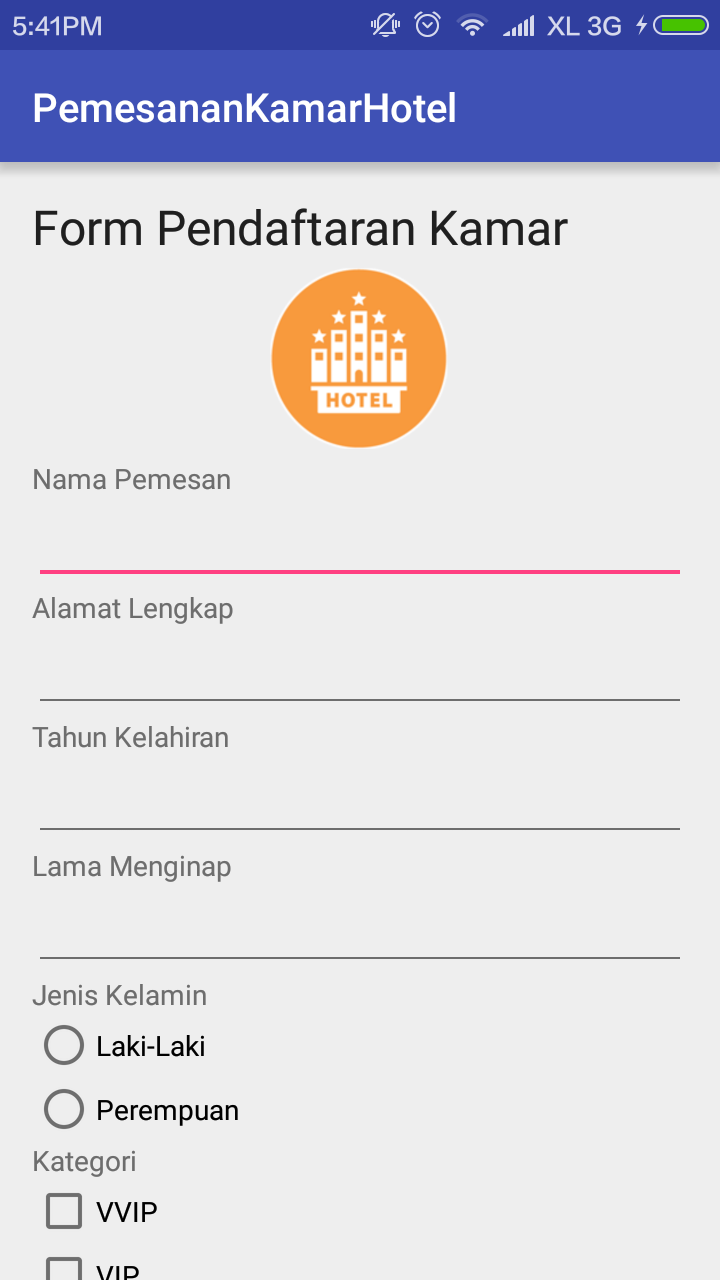 5:41PM XL 3G
PemesananKamarHotel
Form Pendaftaran Kamar
HOTEL
Nama Pemesan
Alamat Lengkap
Tahun Kelahiran
Lama Menginap
Jenis Kelamin
Laki-Laki
Perempuan
Kategori
VVIP
VIP